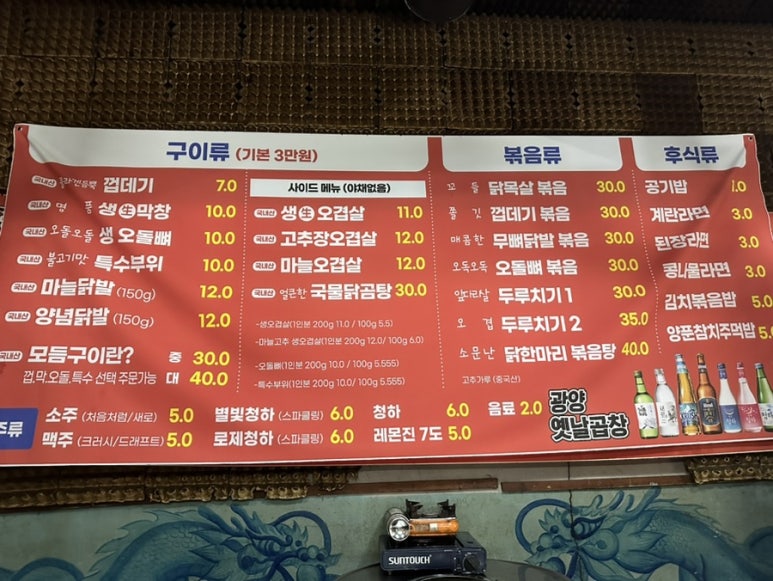 구이류 (기본 3만원)
국내산 콜라겐듬뿍 껍데기 7.0
국내산 명품 생生막창 10.0
국내산 오돌오돌 생 오돌뼈 10.0
국내산 불고기맛 특수부위 10.0
국내산 마늘닭발 (150g) 12.0
국내산 양념닭발 (150g) 12.0
국내산 모듬구이란? 중 30.0
껍,막,오돌,특수 선택 주문가능 대 40.0
사이드 메뉴 (야채없음)
국내산 생生오겹살 11.0
국내산 고추장오겹살 12.0
국내산 마늘오겹살 12.0
국내산 얼큰한 국물닭곰탕 30.0
-생오겹살(1인분 200g 11.0 / 100g 5.5)
-마늘고추 생오겹살(1인분 200g 12.0/ 100g 6.0)
-오돌뼈(1인분 200g 10.0/ 100g 5.555)
-특수부위(1인분 200g 10.0/ 100g 5.555)
볶음류
꼬들 닭목살 볶음 30.0
쫄깃 껍데기 볶음 30.0
매콤한 무뼈닭발 볶음 30.0
오독오독 오돌뼈 볶음 30.0
앞다리살 두루치기 1 30.0
오겹 두루치기 2 35.0
소문난 닭한마리 볶음탕 40.0
고추가루 (중국산)
후식류
공기밥 1.0
계란라면 3.0
된장라면 3.0
콩나물라면 3.0
김치볶음밥 5.0
양푼참치주먹밥 5.0
주류
소주 (처음처럼/새로) 5.0 별빛청하 (스파클링) 6.0 청하 6.0 음료 2.0
맥주 (크러시/드래프트) 5.0 로제청하 (스파클링) 6.0 레몬진 7도 5.0
광양
옛날곱창
SUNTOUCH